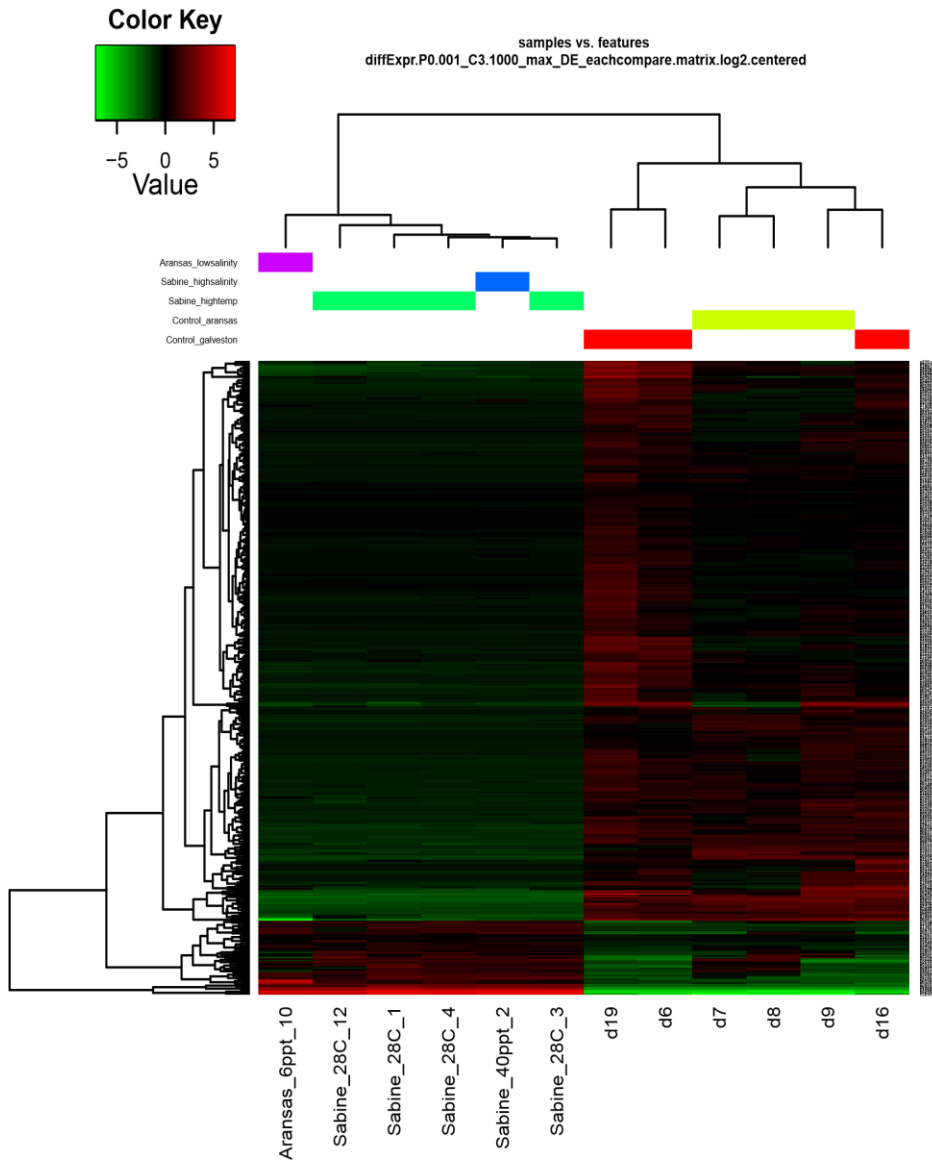 Color Key
−5 0 5
Value
samples vs. features
diffExpr.P0.001_C3.1000_max_DE_eachcompare.matrix.log2.centered
Aransas_lowsalinity
Sabine_highsalinity
Sabine_hightemp
Control_aransas
Control_galveston
Aransas_6ppt_10
Sabine_28C_12
Sabine_28C_1
Sabine_28C_4
Sabine_40ppt_2
Sabine_28C_3
d19
d6
d7
d8
d9
d16